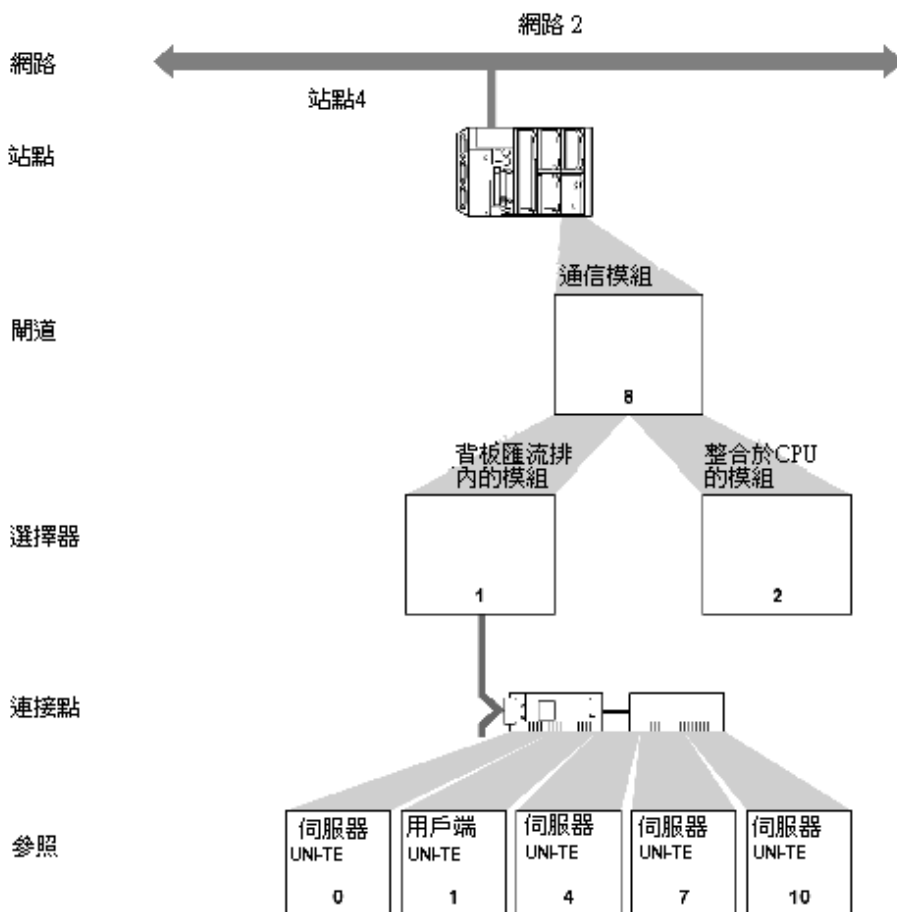 網路 2
網路
站點4
站點
通信模組
閘道
8
背板匯流排
內的模組
整合於CPU
的模組
選擇器
1
2
連接點
參照
伺服器
UNI-TE
0
用戶端
UNI-TE
1
伺服器
UNI-TE
4
伺服器
UNI-TE
7
伺服器
UNI-TE
10